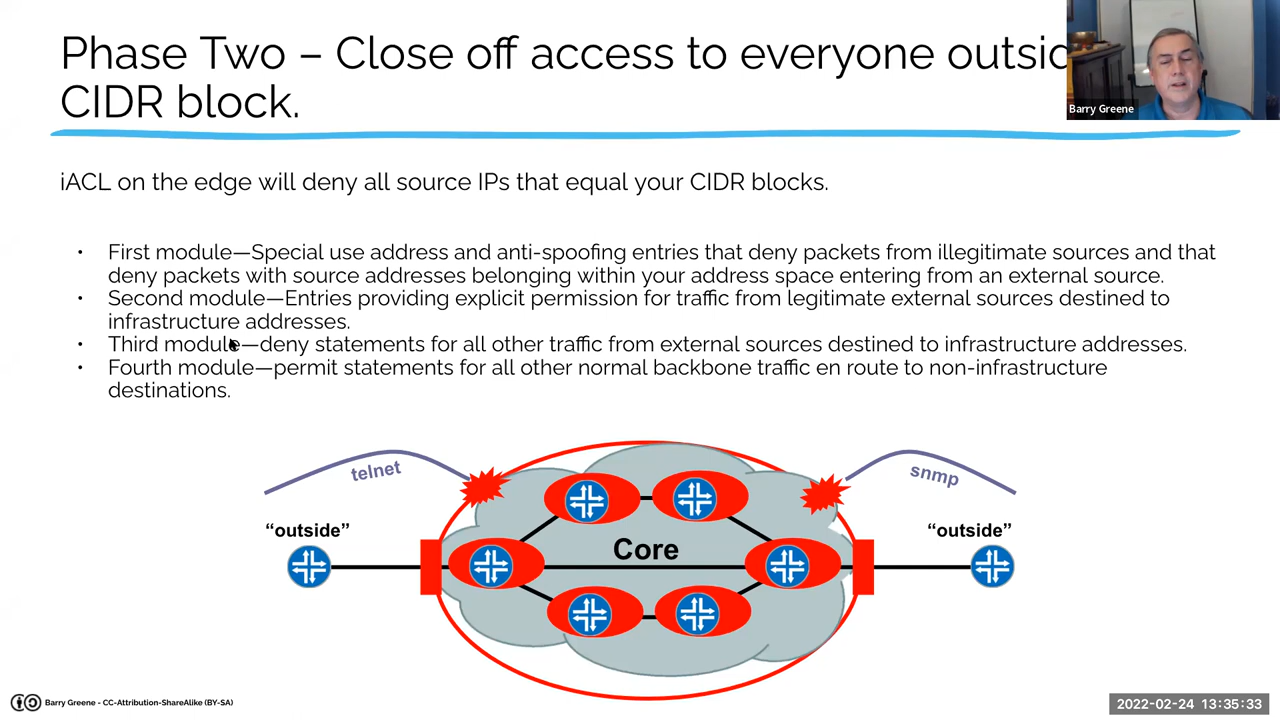 Phase Two – Close off access to everyone outsid
CIDR block.
Barry Greene
iACL on the edge will deny all source IPs that equal your CIDR blocks.
• First module—Special use address and anti-spoofing entries that deny packets from illegitimate sources and that
deny packets with source addresses belonging within your address space entering from an external source.
• Second module—Entries providing explicit permission for traffic from legitimate external sources destined to
infrastructure addresses.
• Third module—deny statements for all other traffic from external sources destined to infrastructure addresses.
• Fourth module—permit statements for all other normal backbone traffic en route to non-infrastructure
destinations.
telnet
snmp
“outside”
“outside”
Core
Barry Greene - CC-Attribution-ShareAlike (BY-SA)
2022-02-24 13:35:33